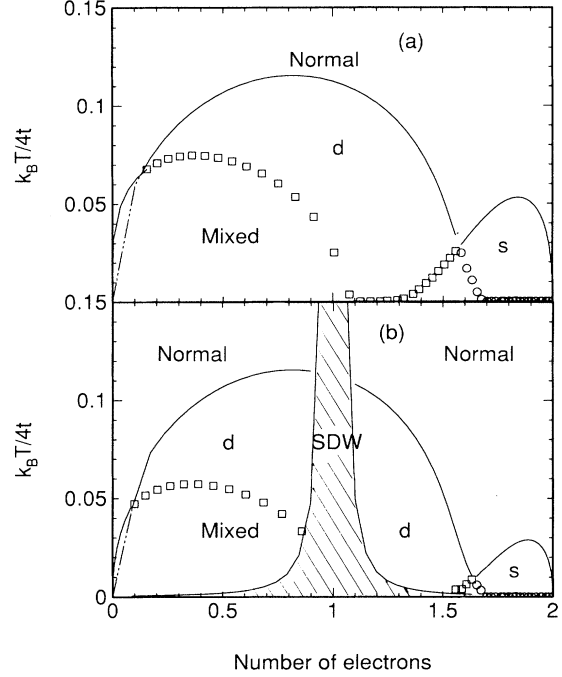 0.15
(a)
Normal
0.1
d
k_BT/4t
0.05
Mixed
s
0
0.15
(b)
Normal
Normal
0.1
d
SDW
k_BT/4t
0.05
Mixed
d
s
0
0
0.5
1
1.5
2
Number of electrons